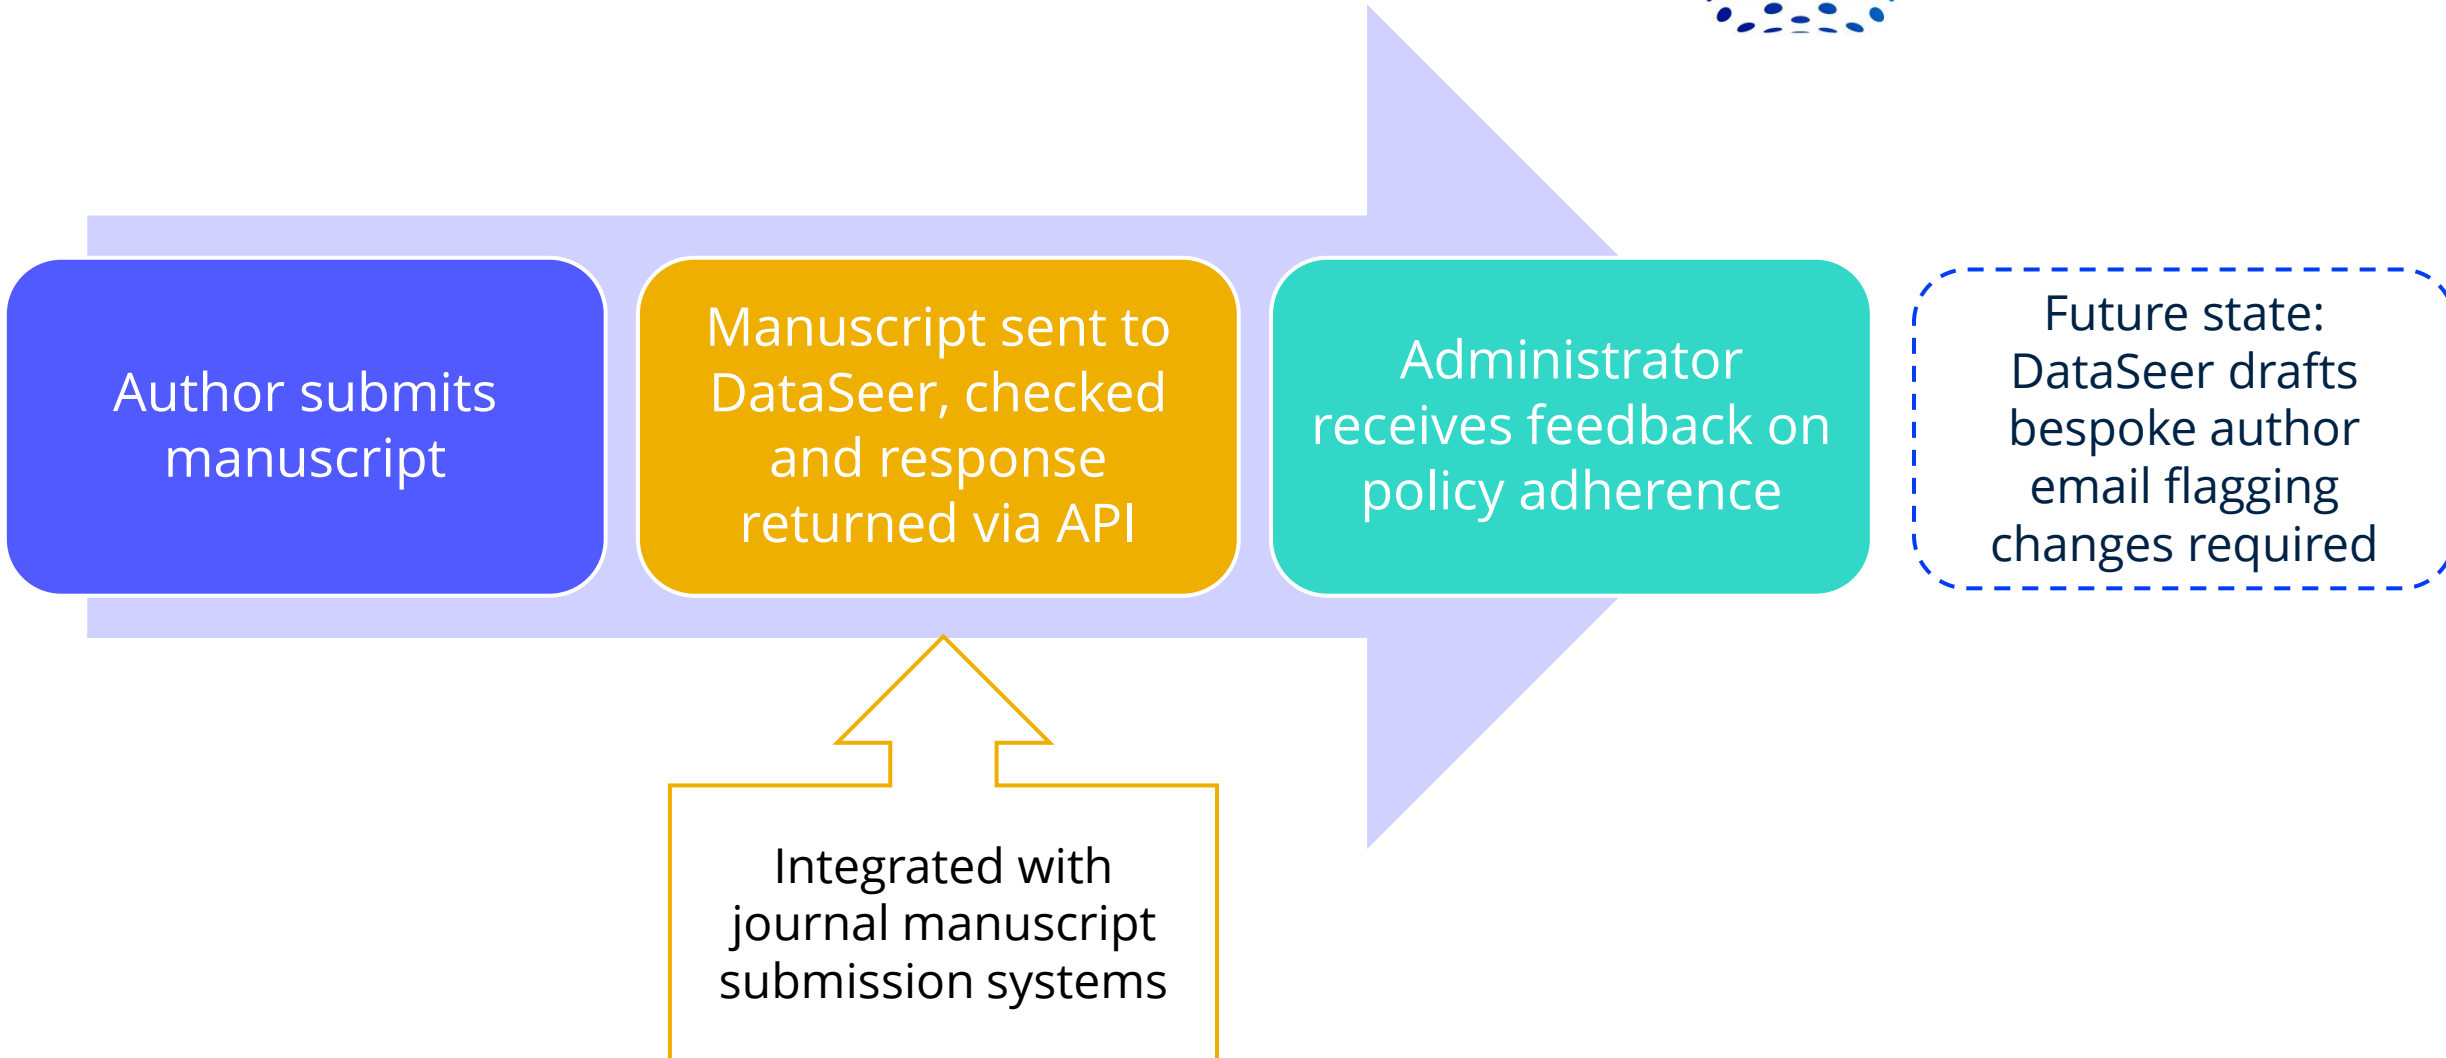 Author submits
manuscript
Manuscript sent to
DataSeer, checked
and response
returned via API
Administrator
receives feedback on
policy adherence
Future state:
DataSeer drafts
bespoke author
email flagging
changes required
Integrated with
journal manuscript
submission systems